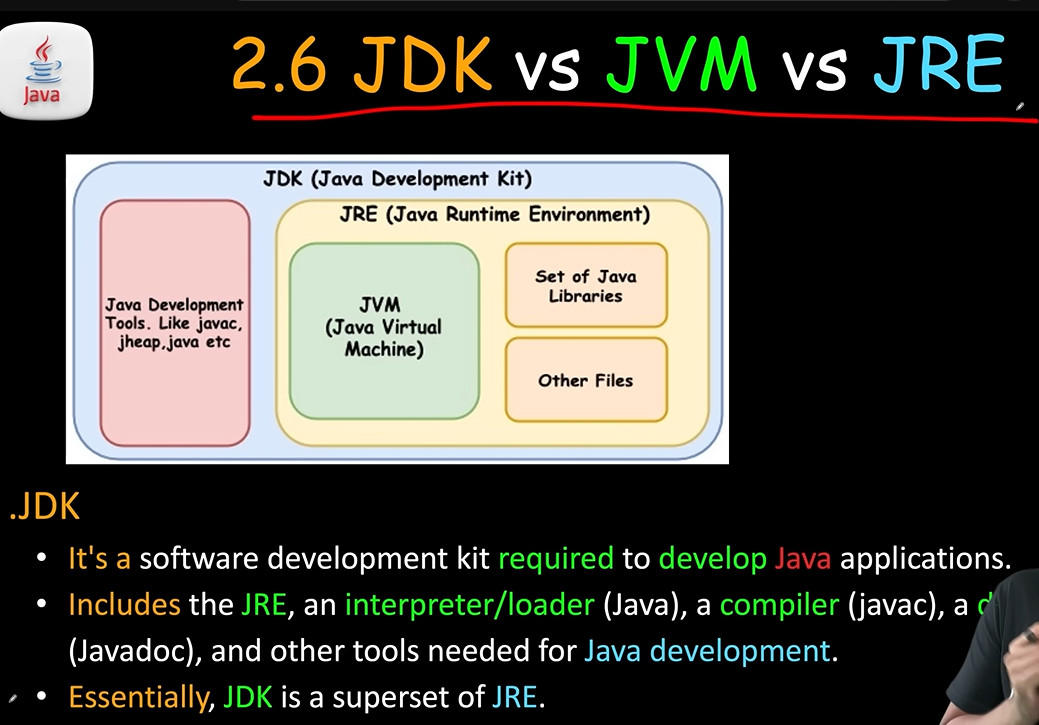 Java
2.6 JDK vs JVM vs JRE
JDK (Java Development Kit)
JRE (Java Runtime Environment)
Java Development
Tools. Like javac,
jheap,java etc
JVM
(Java Virtual
Machine)
Set of Java
Libraries
Other Files
.JDK
• It's a software development kit required to develop Java applications.
• Includes the JRE, an interpreter/loader (Java), a compiler (javac), a
(Javadoc), and other tools needed for Java development.
• Essentially, JDK is a superset of JRE.